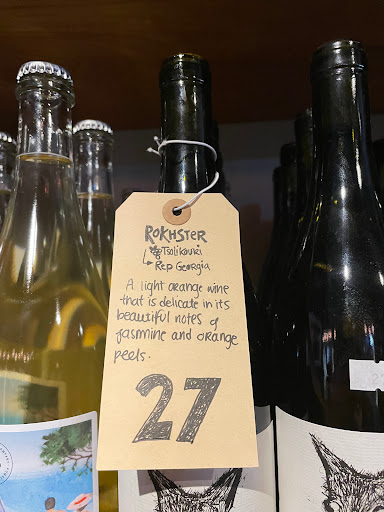 ROKHSTER
Tsolikouri
Rep Georgia
A light orange wine
that is delicate in its
beautiful notes of
jasmine and orange
peels.
27